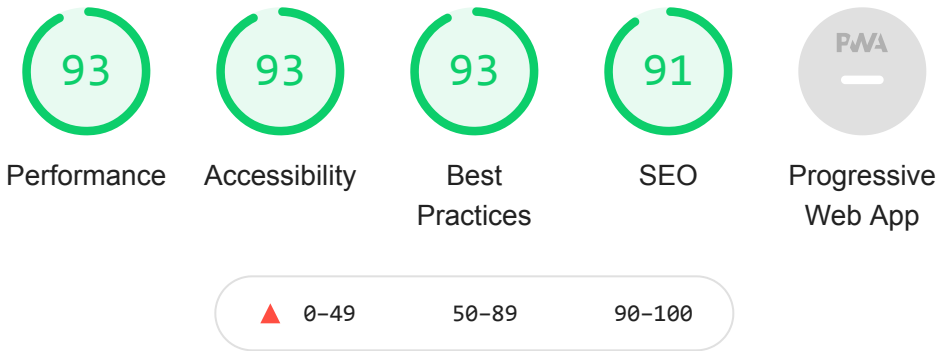 93 93 93 91 PWA
Performance Accessibility Best Practices SEO Progressive Web App
0–49 50–89 90–100